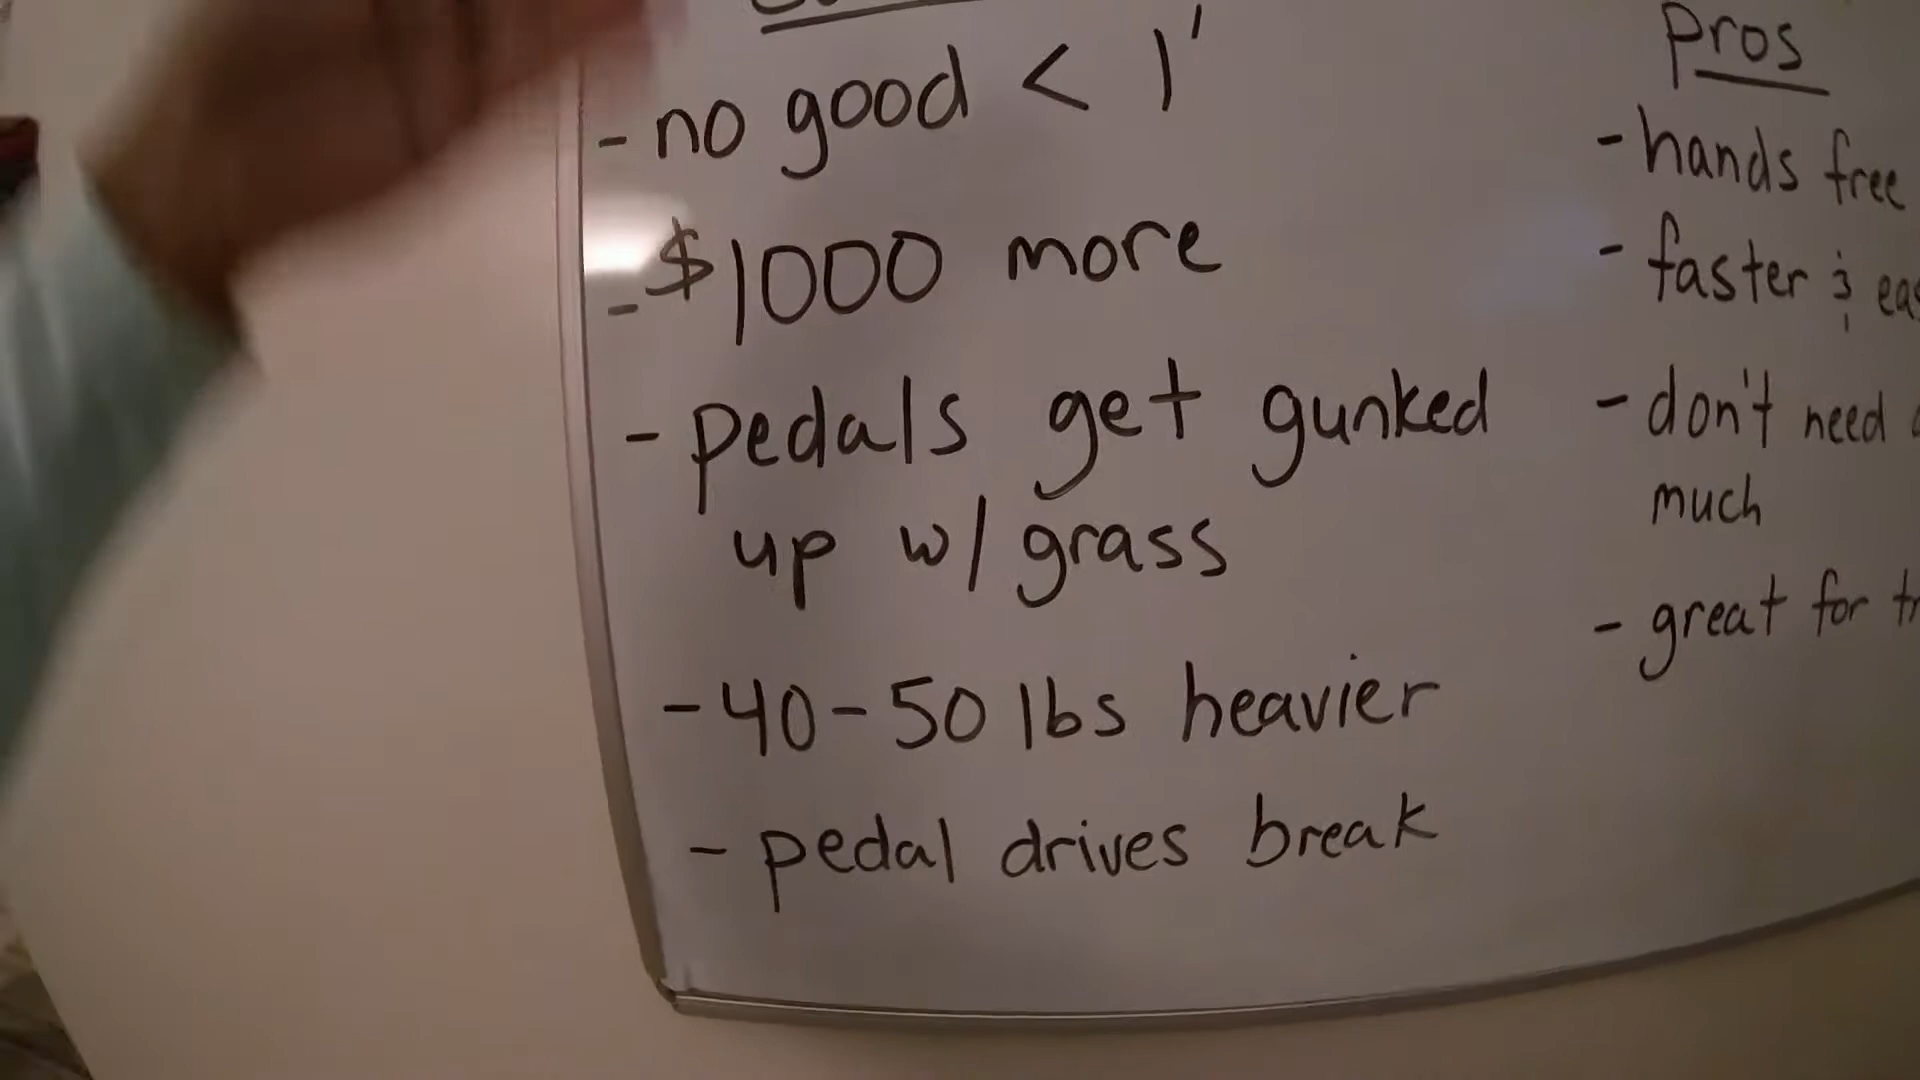 - no good < 1'
- $1000 more
- pedals get gunked
up w/ grass
- 40-50 lbs heavier
- pedal drives break
Pros
- hands free
- faster &
- don't need
much
- great for